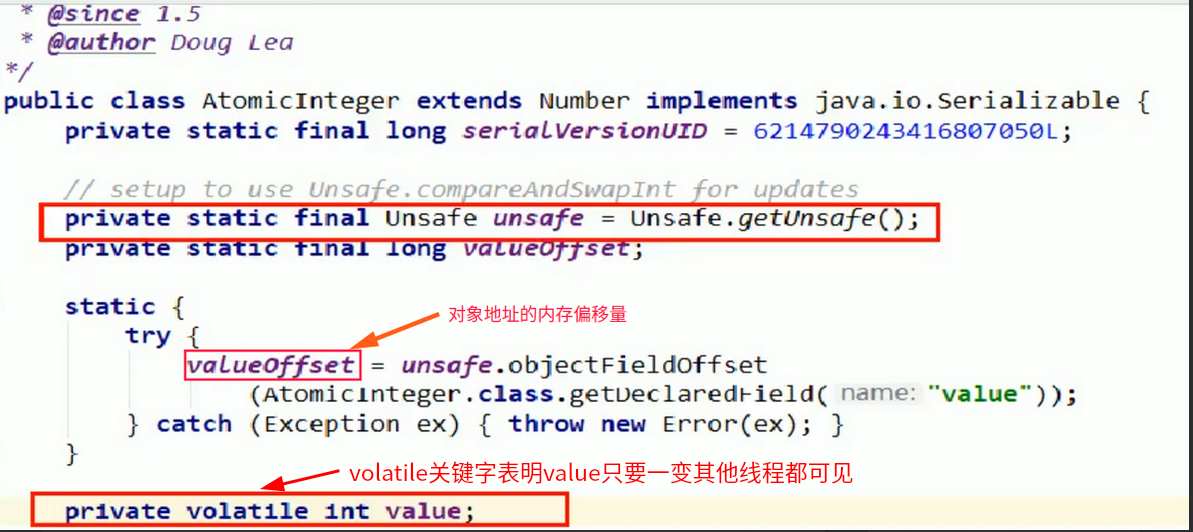 * @since 1.5
* @author Doug Lea
*/
public class AtomicInteger extends Number implements java.io.Serializable {
private static final long serialVersionUID = 6214790243416807050L;
// setup to use Unsafe.compareAndSwapInt for updates
private static final Unsafe unsafe = Unsafe.getUnsafe();
private static final long valueOffset;
static {
对象地址的内存偏移量
try {
valueOffset = unsafe.objectFieldOffset
(AtomicInteger.class.getDeclaredField( name: "value"));
} catch (Exception ex) { throw new Error(ex); }
}
volatile关键字表明value只要一变其他线程都可见
private volatile int value;